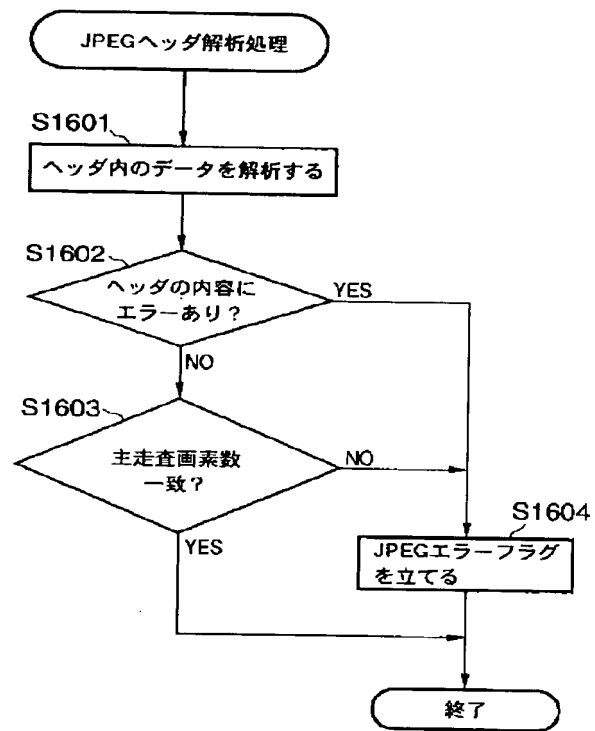 JPEGヘッダ解析処理
S1601
ヘッダ内のデータを解析する
S1602
ヘッダの内容に
エラーあり？
YES
NO
S1603
主走査画素数
一致？
NO
YES
S1604
JPEGエラーフラグ
を立てる
終了